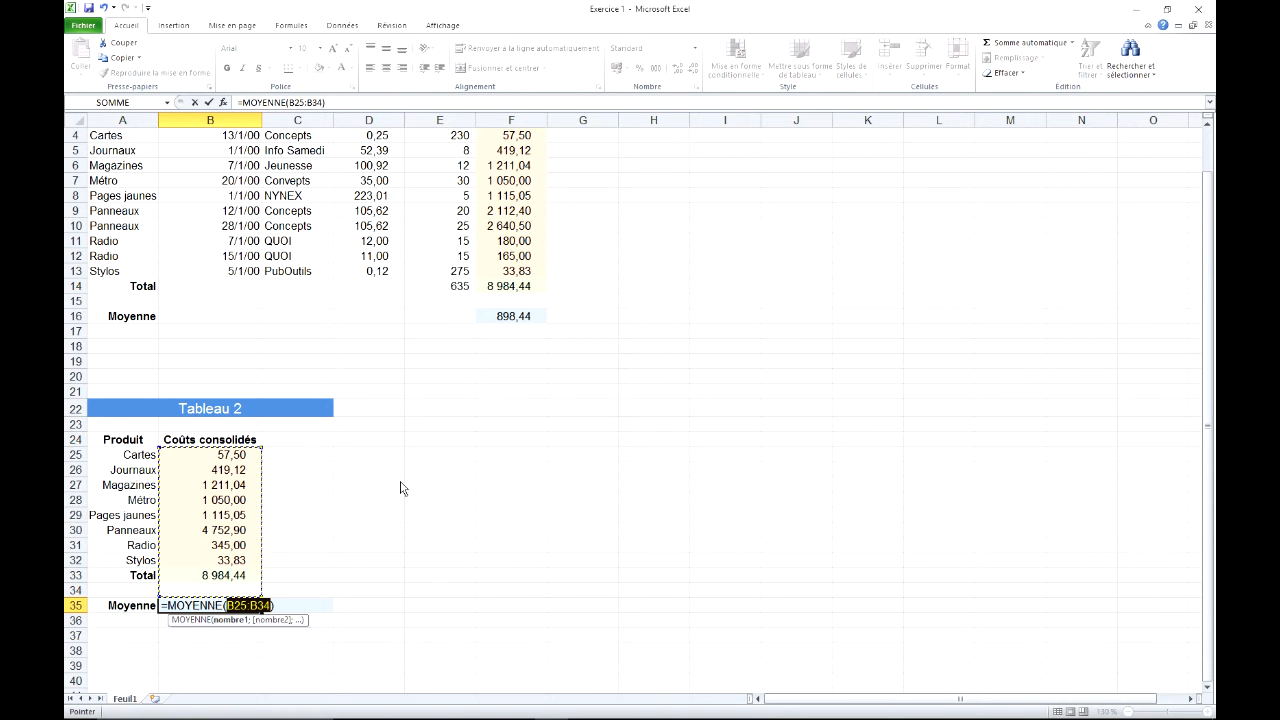 Exercice 1 - Microsoft Excel
Fichier Accueil Insertion Mise en page Formules Données Révision Affichage
Couper
Copier
Reproduire la mise en forme
Coller
Presse-papiers
Arial 10
G I S
Police
Renvoyer à la ligne automatiquement
Fusionner et centrer
Alignement
Standard
% 000
Nombre
Mise en forme conditionnelle
Mettre sous forme de tableau
Styles de cellules
Style
Insérer Supprimer Format
Cellules
Somme automatique
Remplissage
Effacer
Trier et filtrer
Rechercher et sélectionner
Édition
SOMME fx =MOYENNE(B25:B34)
A B C D E F G H I J K L M N O
4 Cartes 13/1/00 Concepts 0,25 230 57,50
5 Journaux 1/1/00 Info Samedi 52,39 8 419,12
6 Magazines 7/1/00 Jeunesse 100,92 12 1 211,04
7 Métro 20/1/00 Convepts 35,00 30 1 050,00
8 Pages jaunes 1/1/00 NYNEX 223,01 5 1 115,05
9 Panneaux 12/1/00 Concepts 105,62 20 2 112,40
10 Panneaux 28/1/00 Concepts 105,62 25 2 640,50
11 Radio 7/1/00 QUOI 12,00 15 180,00
12 Radio 15/1/00 QUOI 11,00 15 165,00
13 Stylos 5/1/00 PubOutils 0,12 275 33,83
14 Total 635 8 984,44
15
16 Moyenne 898,44
17
18
19
20
21
22 Tableau 2
23
24 Produit Coûts consolidés
25 Cartes 57,50
26 Journaux 419,12
27 Magazines 1 211,04
28 Métro 1 050,00
29 Pages jaunes 1 115,05
30 Panneaux 4 752,90
31 Radio 345,00
32 Stylos 33,83
33 Total 8 984,44
34
35 Moyenne =MOYENNE(B25:B34)
36 MOYENNE(nombre1; [nombre2]; ...)
37
38
39
40
Feuil1
Pointer 130 %